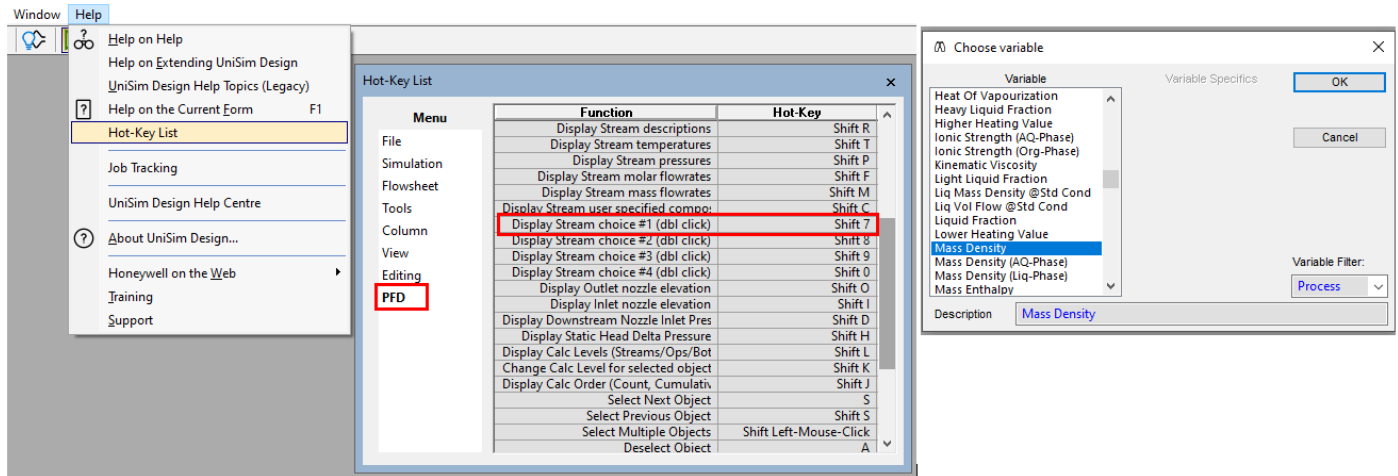 Window Help
Help on Help
Help on Extending UniSim Design
UniSim Design Help Topics (Legacy)
Help on the Current Form F1
Hot-Key List
Job Tracking
UniSim Design Help Centre
About UniSim Design...
Honeywell on the Web
Training
Support
Hot-Key List
Menu
File
Simulation
Flowsheet
Tools
Column
View
Editing
PFD
Function Hot-Key
Display Stream descriptions Shift R
Display Stream temperatures Shift T
Display Stream pressures Shift P
Display Stream molar flowrates Shift F
Display Stream mass flowrates Shift M
Display Stream user specified compo: Shift C
Display Stream choice #1 (dbl click) Shift 7
Display Stream choice #2 (dbl click) Shift 8
Display Stream choice #3 (dbl click) Shift 9
Display Stream choice #4 (dbl click) Shift 0
Display Outlet nozzle elevation Shift O
Display Inlet nozzle elevation Shift I
Display Downstream Nozzle Inlet Pres Shift D
Display Static Head Delta Pressure Shift H
Display Calc Levels (Streams/Ops/Bot Shift L
Change Calc Level for selected object Shift K
Display Calc Order (Count, Cumulativ Shift J
Select Next Object S
Select Previous Object Shift S
Select Multiple Objects Shift Left-Mouse-Click
Deselect Object A
Choose variable
Variable
Heat Of Vapourization
Heavy Liquid Fraction
Higher Heating Value
Ionic Strength (AQ-Phase)
Ionic Strength (Org-Phase)
Kinematic Viscosity
Light Liquid Fraction
Liq Mass Density @Std Cond
Liq Vol Flow @Std Cond
Liquid Fraction
Lower Heating Value
Mass Density
Mass Density (AQ-Phase)
Mass Density (Liq-Phase)
Mass Enthalpy
Variable Specifics
OK
Cancel
Variable Filter:
Process
Description Mass Density